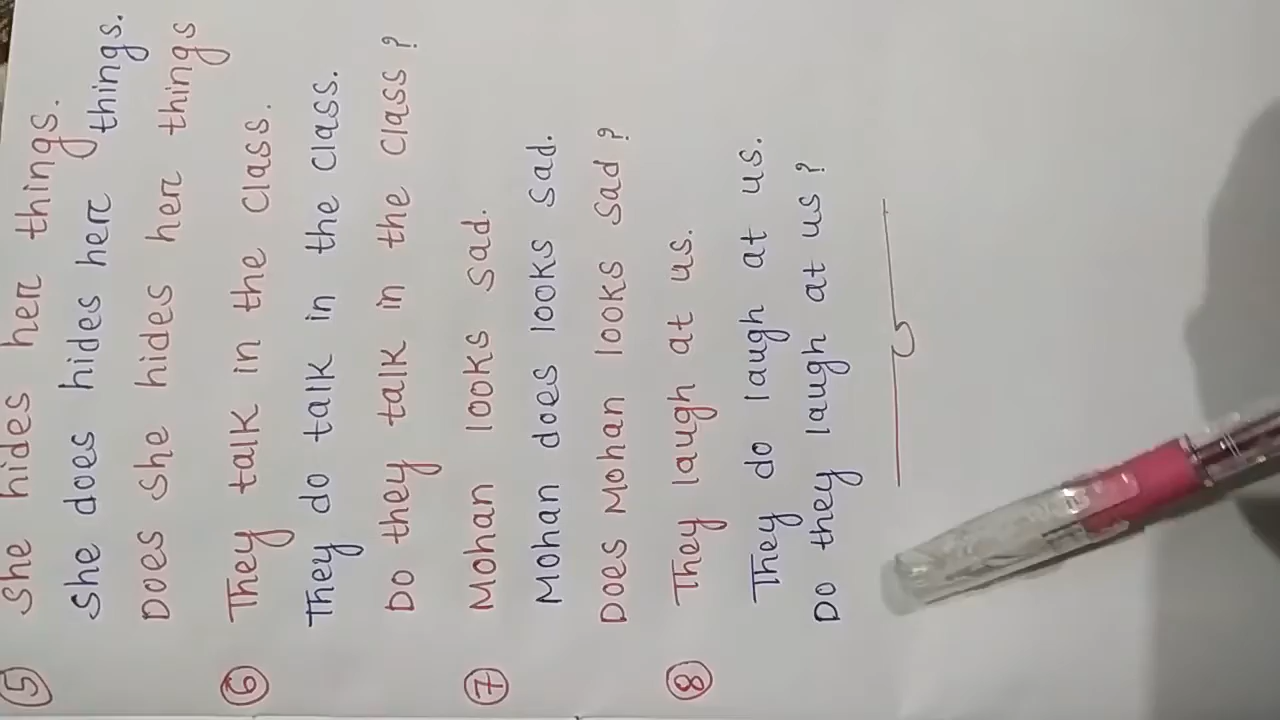 5 She hides her things.
She does hides her things.
Does she hides her things
6 They talk in the class.
They do talk in the class.
Do they talk in the class ?
7 Mohan looks sad.
Mohan does looks sad.
Does Mohan looks sad ?
8 They laugh at us.
They do laugh at us.
Do they laugh at us ?